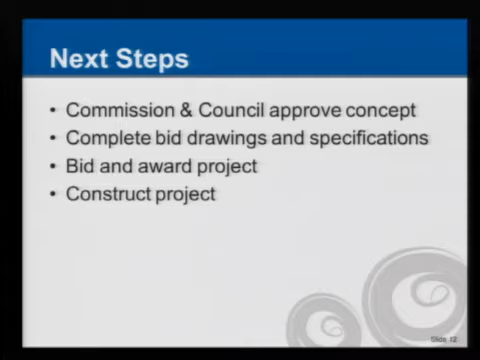 Next Steps
• Commission & Council approve concept
• Complete bid drawings and specifications
• Bid and award project
• Construct project
Slide 12